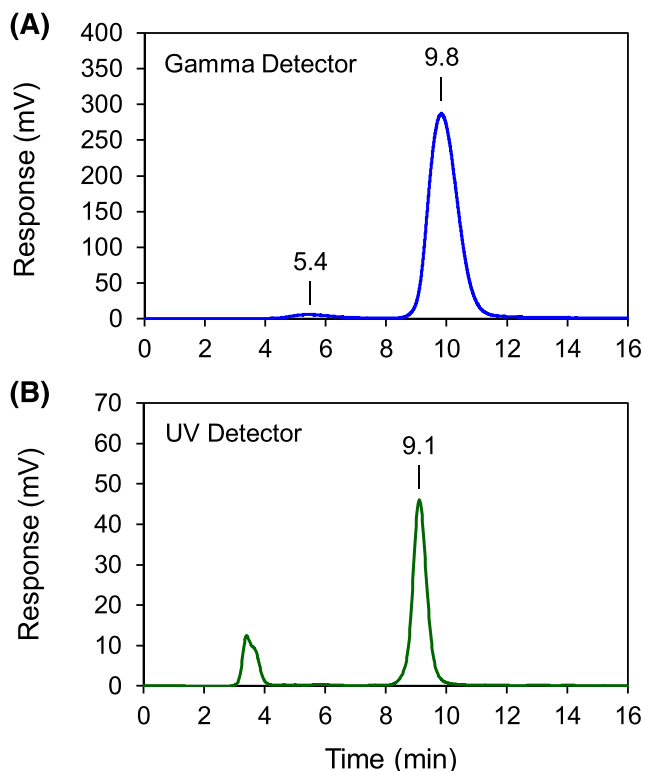 (A)
Gamma Detector
9.8
5.4
Response (mV)
400
350
300
250
200
150
100
50
0
0 2 4 6 8 10 12 14 16
(B)
UV Detector
9.1
Response (mV)
70
60
50
40
30
20
10
0
0 2 4 6 8 10 12 14 16
Time (min)